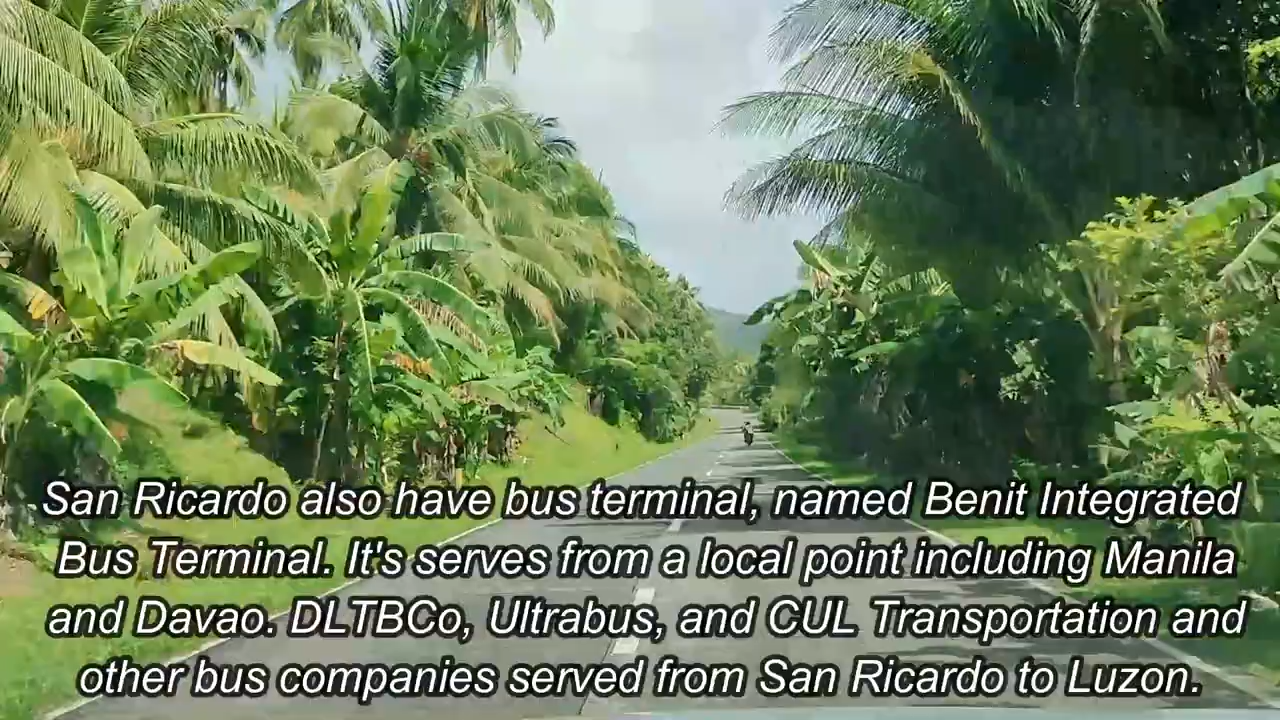 San Ricardo also have bus terminal, named Benit Integrated
Bus Terminal. It's serves from a local point including Manila
and Davao. DLTBCo, Ultrabus, and CUL Transportation and
other bus companies served from San Ricardo to Luzon.